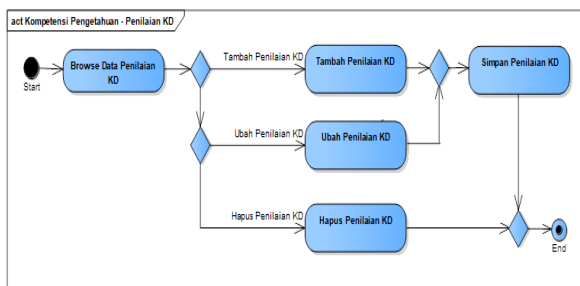 act Kompetensi Pengetahuan - Penilaian KD
Start
Browse Data Penilaian
KD
Tambah Penilaian KD
Tambah Penilaian KD
Simpan Penilaian KD
Ubah Penilaian KD
Ubah Penilaian KD
Hapus Penilaian KD
Hapus Penilaian KD
End